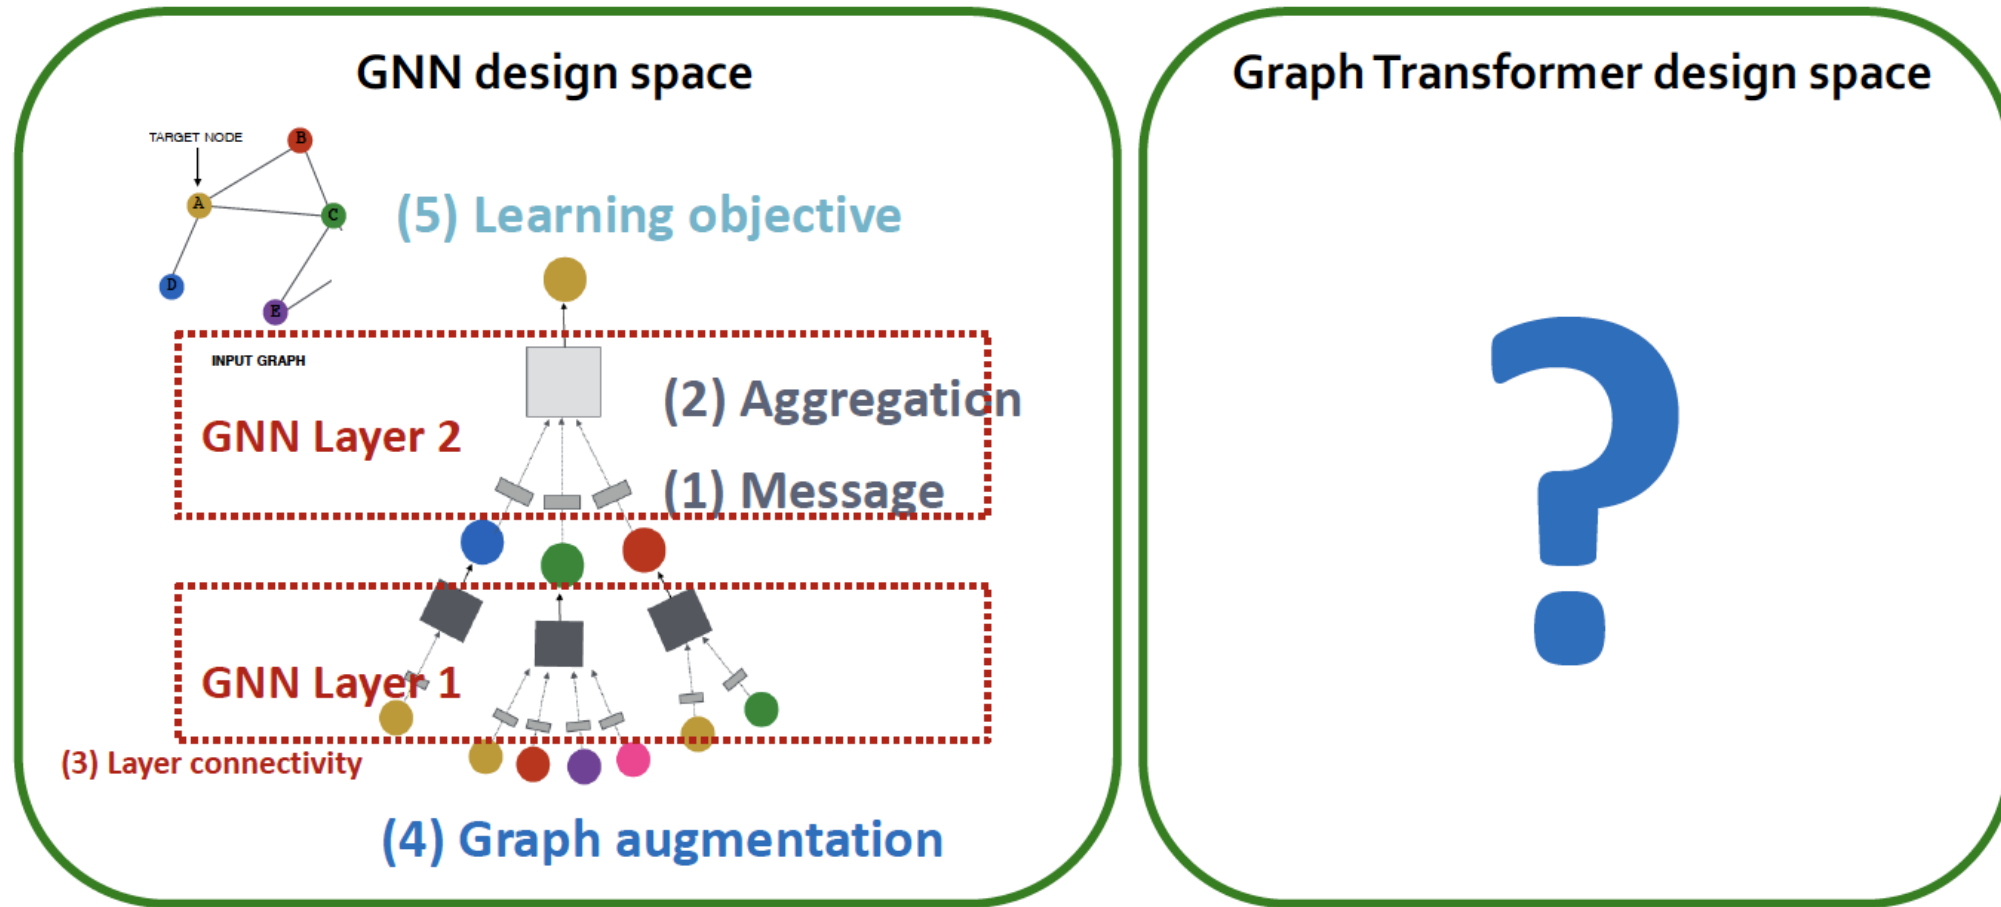 GNN design space
TARGET NODE
B
A
C
D
E
(5) Learning objective
INPUT GRAPH
(2) Aggregation
GNN Layer 2
(1) Message
GNN Layer 1
(3) Layer connectivity
(4) Graph augmentation
Graph Transformer design space
?